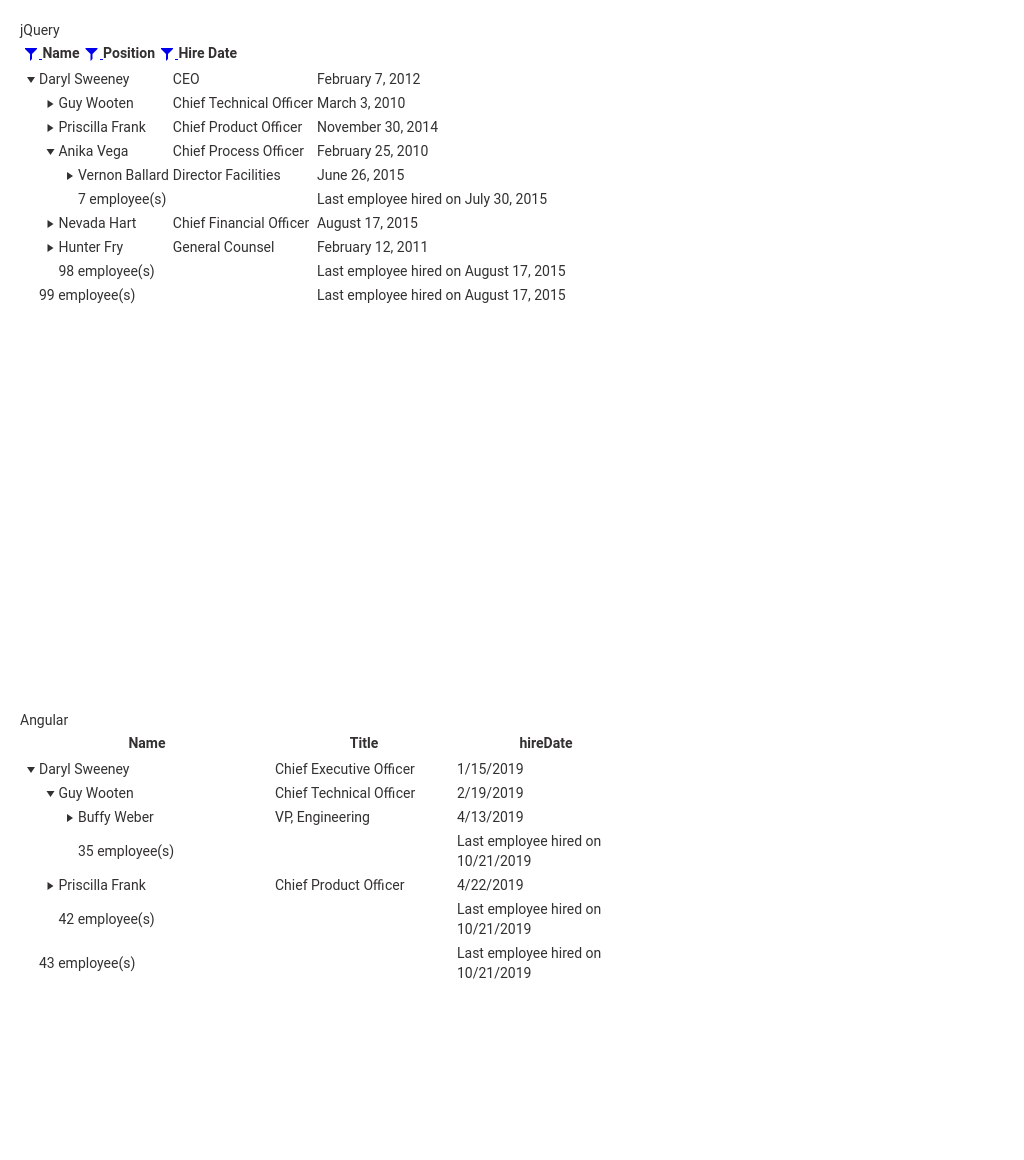 jQuery
Name Position Hire Date
Daryl Sweeney CEO February 7, 2012
Guy Wooten Chief Technical Officer March 3, 2010
Priscilla Frank Chief Product Officer November 30, 2014
Anika Vega Chief Process Officer February 25, 2010
Vernon Ballard Director Facilities June 26, 2015
7 employee(s) Last employee hired on July 30, 2015
Nevada Hart Chief Financial Officer August 17, 2015
Hunter Fry General Counsel February 12, 2011
98 employee(s) Last employee hired on August 17, 2015
99 employee(s) Last employee hired on August 17, 2015
Angular
Name Title hireDate
Daryl Sweeney Chief Executive Officer 1/15/2019
Guy Wooten Chief Technical Officer 2/19/2019
Buffy Weber VP, Engineering 4/13/2019
35 employee(s) Last employee hired on
10/21/2019
Priscilla Frank Chief Product Officer 4/22/2019
42 employee(s) Last employee hired on
10/21/2019
43 employee(s) Last employee hired on
10/21/2019